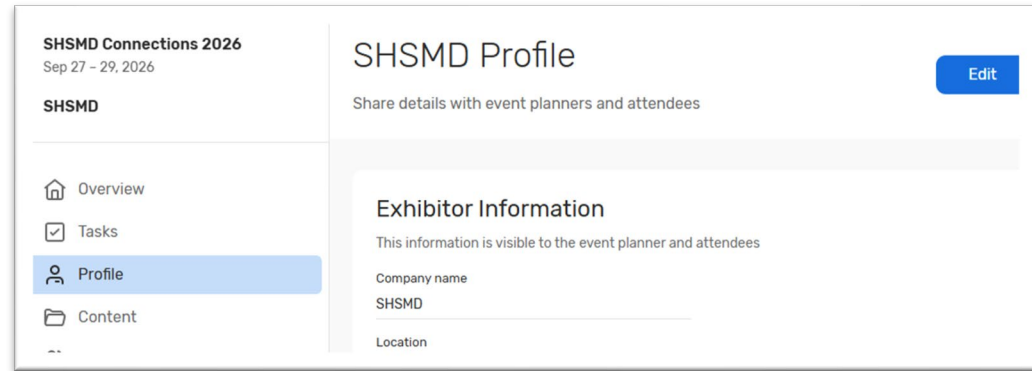 SHSMD Connections 2026
Sep 27 - 29, 2026
SHSMD
Overview
Tasks
Profile
Content
SHSMD Profile
Share details with event planners and attendees
Edit
Exhibitor Information
This information is visible to the event planner and attendees
Company name
SHSMD
Location